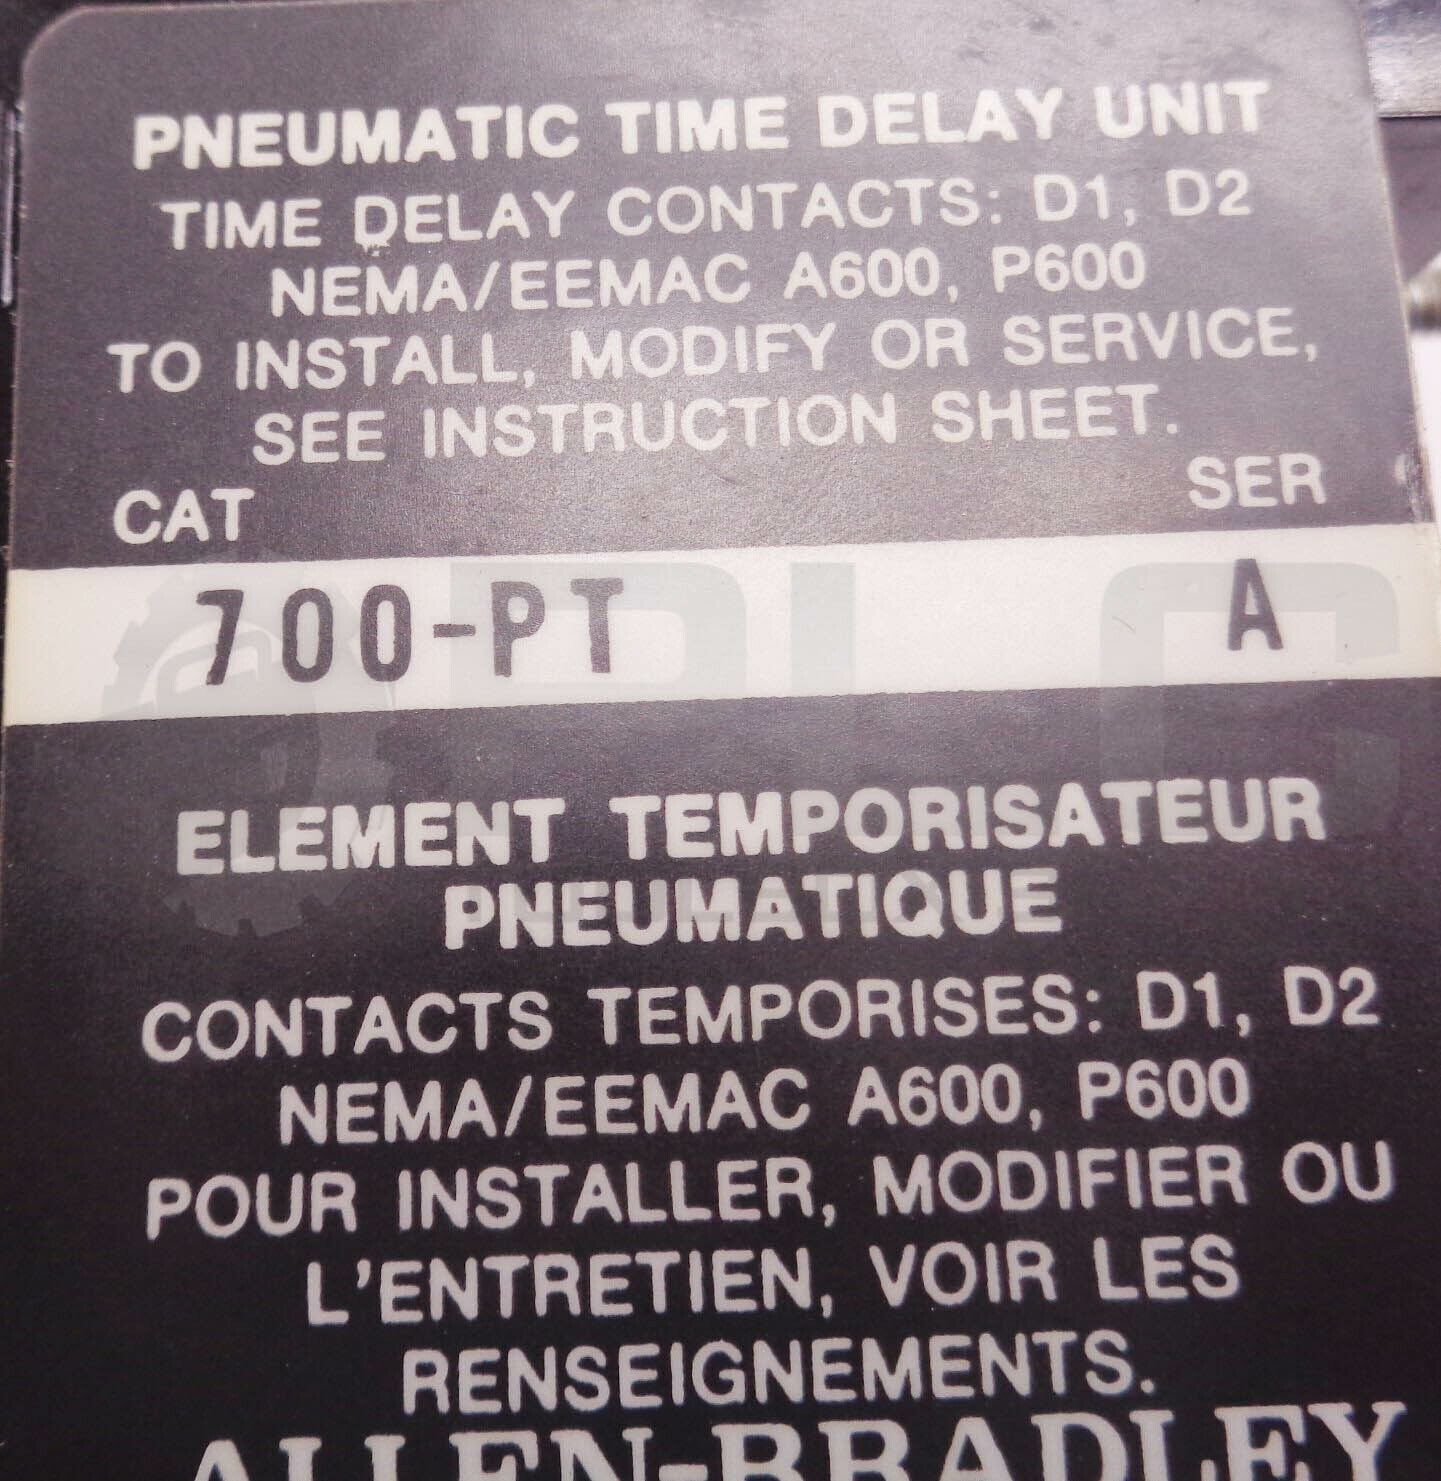 PNEUMATIC TIME DELAY UNIT
TIME DELAY CONTACTS: D1, D2
NEMA/EEMAC A600, P600
TO INSTALL, MODIFY OR SERVICE,
SEE INSTRUCTION SHEET.
CAT SER
700-PT A
ELEMENT TEMPORISATEUR
PNEUMATIQUE
CONTACTS TEMPORISES: D1, D2
NEMA/EEMAC A600, P600
POUR INSTALLER, MODIFIER OU
L'ENTRETIEN, VOIR LES
RENSEIGNEMENTS.
ALLEN-BRADLEY